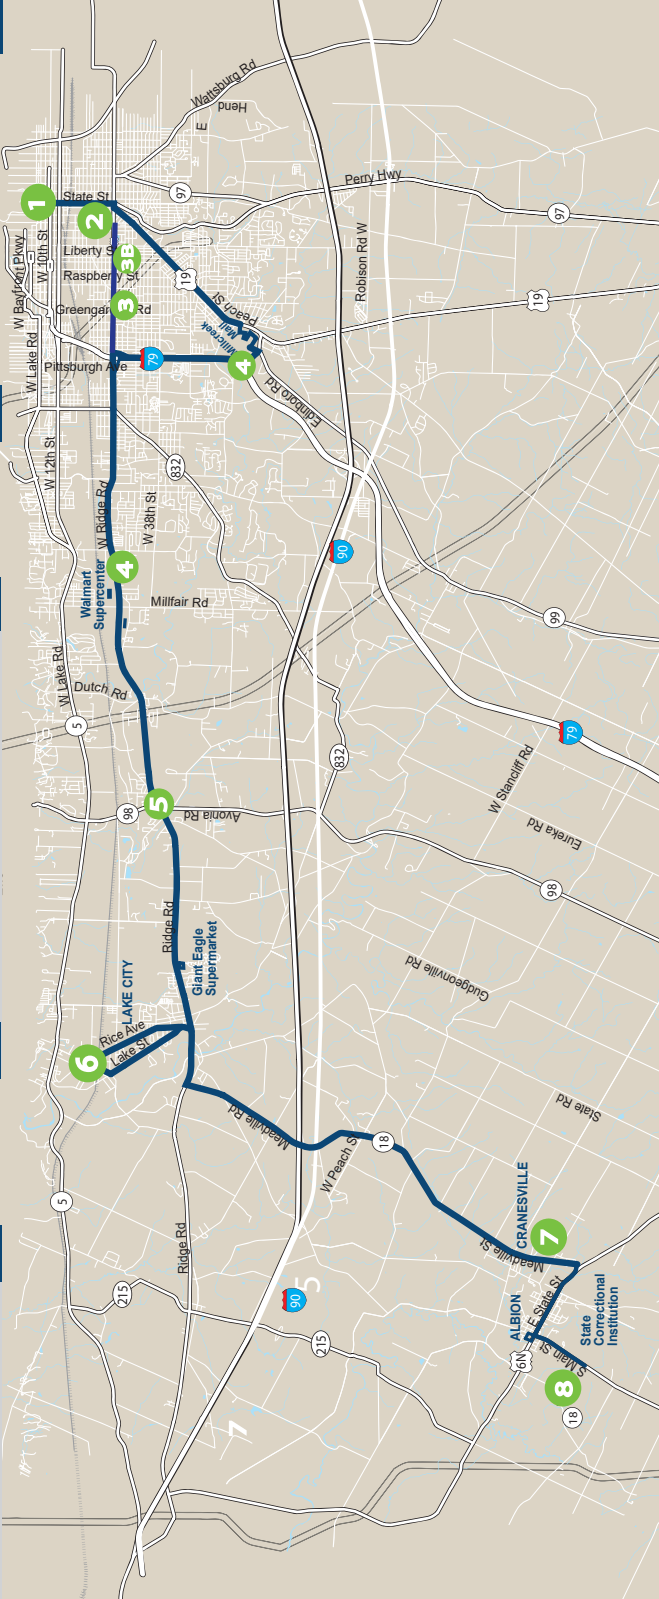 Wattsburg Rd
Hend
E
1
State St
2
97
Perry Hwy
97
W 10th St
W Bayfront Pkwy
Liberty St
3B
Raspberry St
3
Greengar Rd
19
Robison Rd W
19
Peach St
Millcreek
Mall
W Lake Rd
Pittsburgh Ave
79
4
Edinboro Rd
W 12th St
832
W Ridge Rd
W 38th St
90
4
Walmart
Supercenter
Millfair Rd
99
W Lake Rd
Dutch Rd
5
79
832
W Stancliff Rd
98
5
Avonia Rd
Eureka Rd
98
Ridge Rd
Giant Eagle
Supermarket
Gudgeonville Rd
LAKE CITY
Rice Ave
Lake St
6
Meadville Rd
State Rd
18
W Peach St
5
CRANESVILLE
7
Meadville St
Ridge Rd
215
90
5
E State St
State
Correctional
Institution
ALBION
215
6N
S Main St
8
18
7